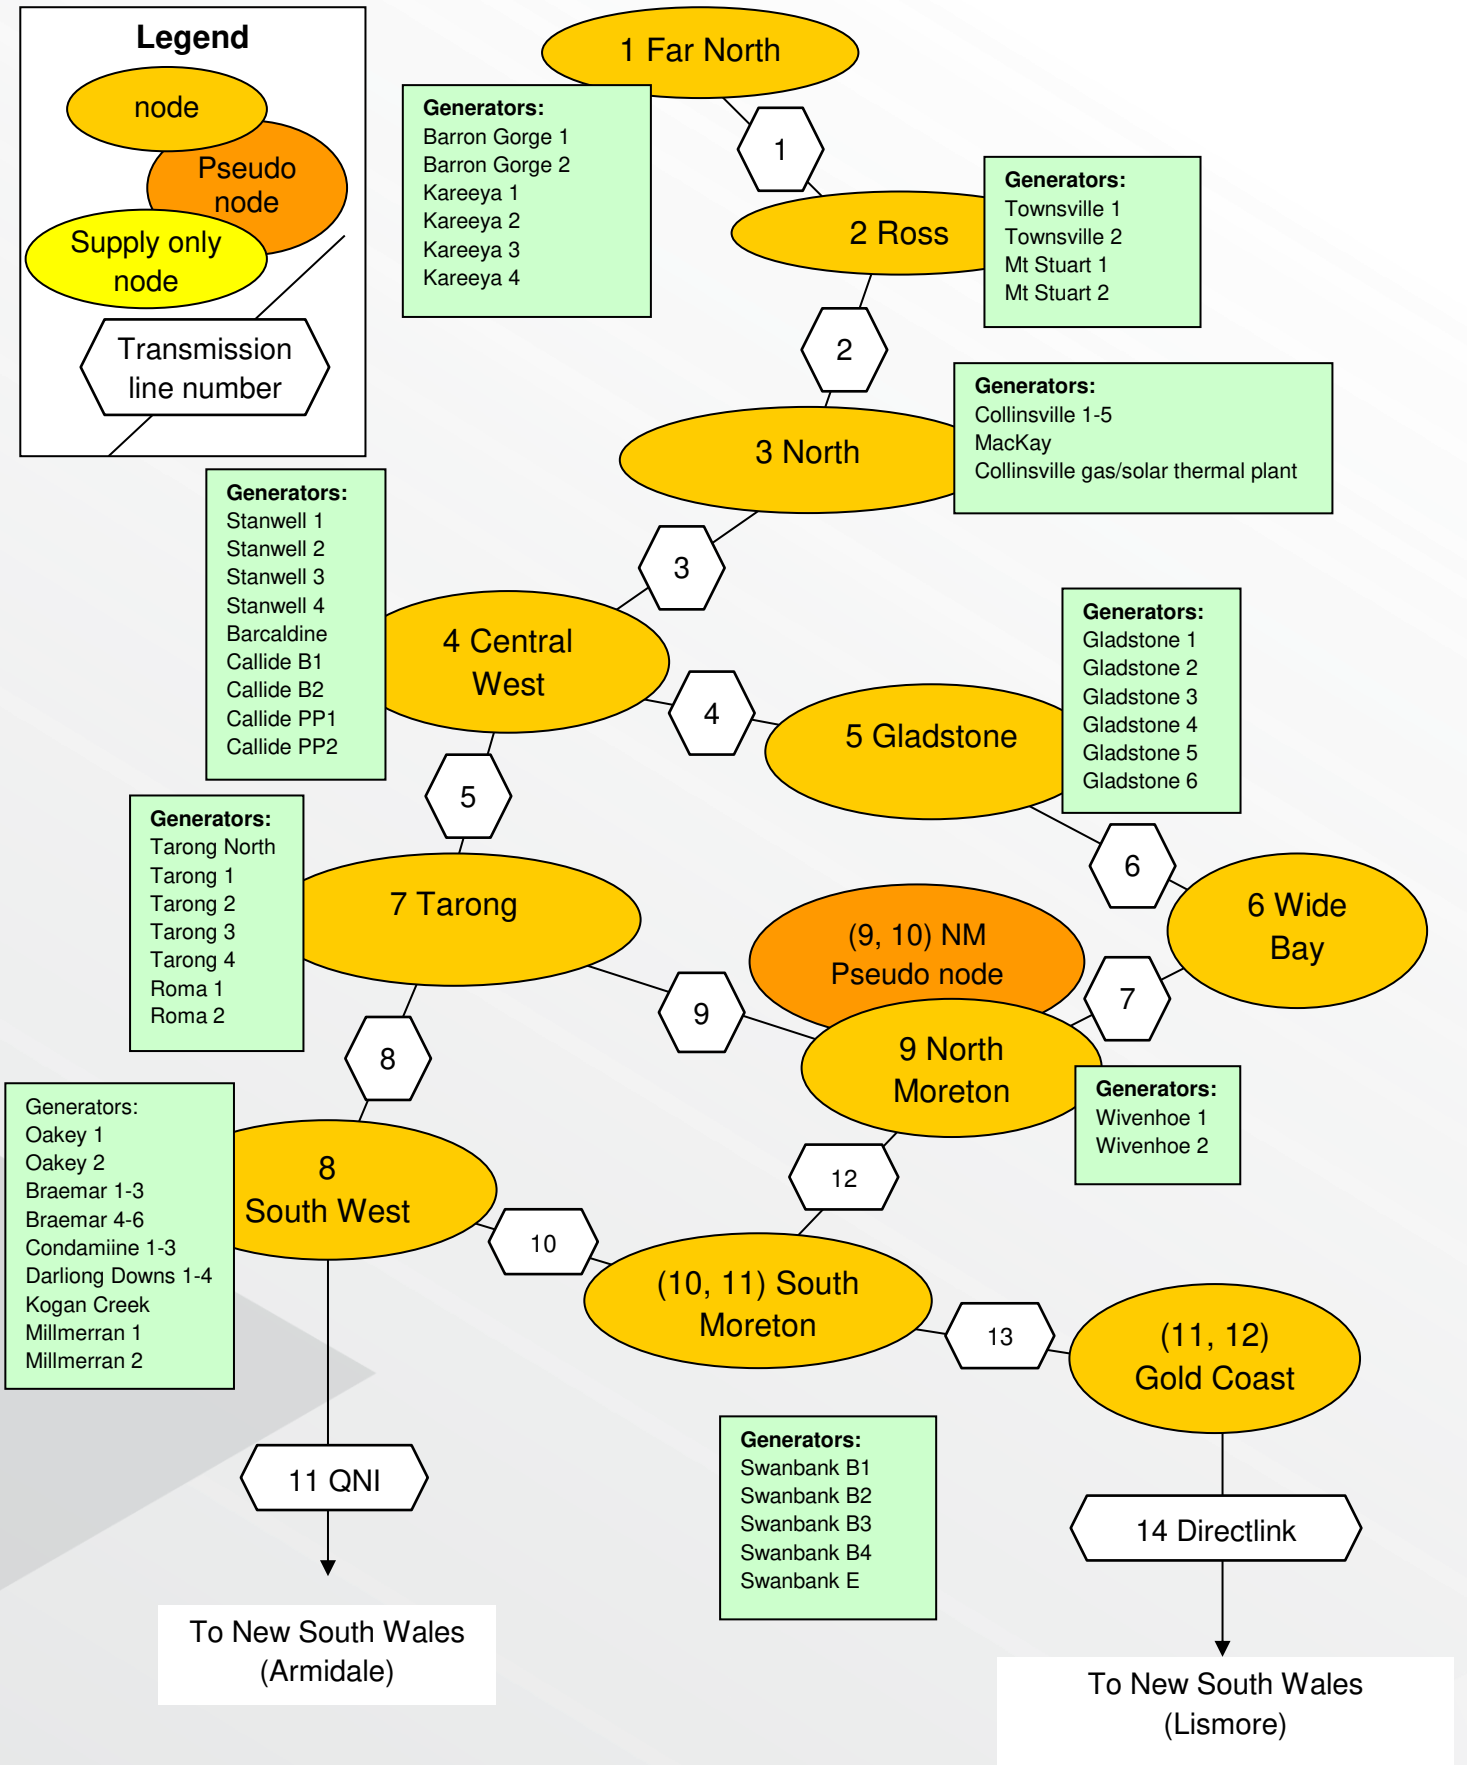 Legend
node
Pseudo
node
Supply only
node
Transmission
line number
1 Far North
Generators:
Barron Gorge 1
Barron Gorge 2
Kareeya 1
Kareeya 2
Kareeya 3
Kareeya 4
1
2 Ross
Generators:
Townsville 1
Townsville 2
Mt Stuart 1
Mt Stuart 2
2
3 North
Generators:
Collinsville 1-5
MacKay
Collinsville gas/solar thermal plant
3
Generators:
Stanwell 1
Stanwell 2
Stanwell 3
Stanwell 4
Barcaldine
Callide B1
Callide B2
Callide PP1
Callide PP2
4 Central
West
4
5 Gladstone
Generators:
Gladstone 1
Gladstone 2
Gladstone 3
Gladstone 4
Gladstone 5
Gladstone 6
5
6
Generators:
Tarong North
Tarong 1
Tarong 2
Tarong 3
Tarong 4
Roma 1
Roma 2
7 Tarong
6 Wide
Bay
(9, 10) NM
Pseudo node
7
9
8
9 North
Moreton
Generators:
Wivenhoe 1
Wivenhoe 2
Generators:
Oakey 1
Oakey 2
Braemar 1-3
Braemar 4-6
Condamiine 1-3
Darliong Downs 1-4
Kogan Creek
Millmerran 1
Millmerran 2
8
South West
12
10
(10, 11) South
Moreton
13
(11, 12)
Gold Coast
Generators:
Swanbank B1
Swanbank B2
Swanbank B3
Swanbank B4
Swanbank E
11 QNI
14 Directlink
To New South Wales
(Armidale)
To New South Wales
(Lismore)